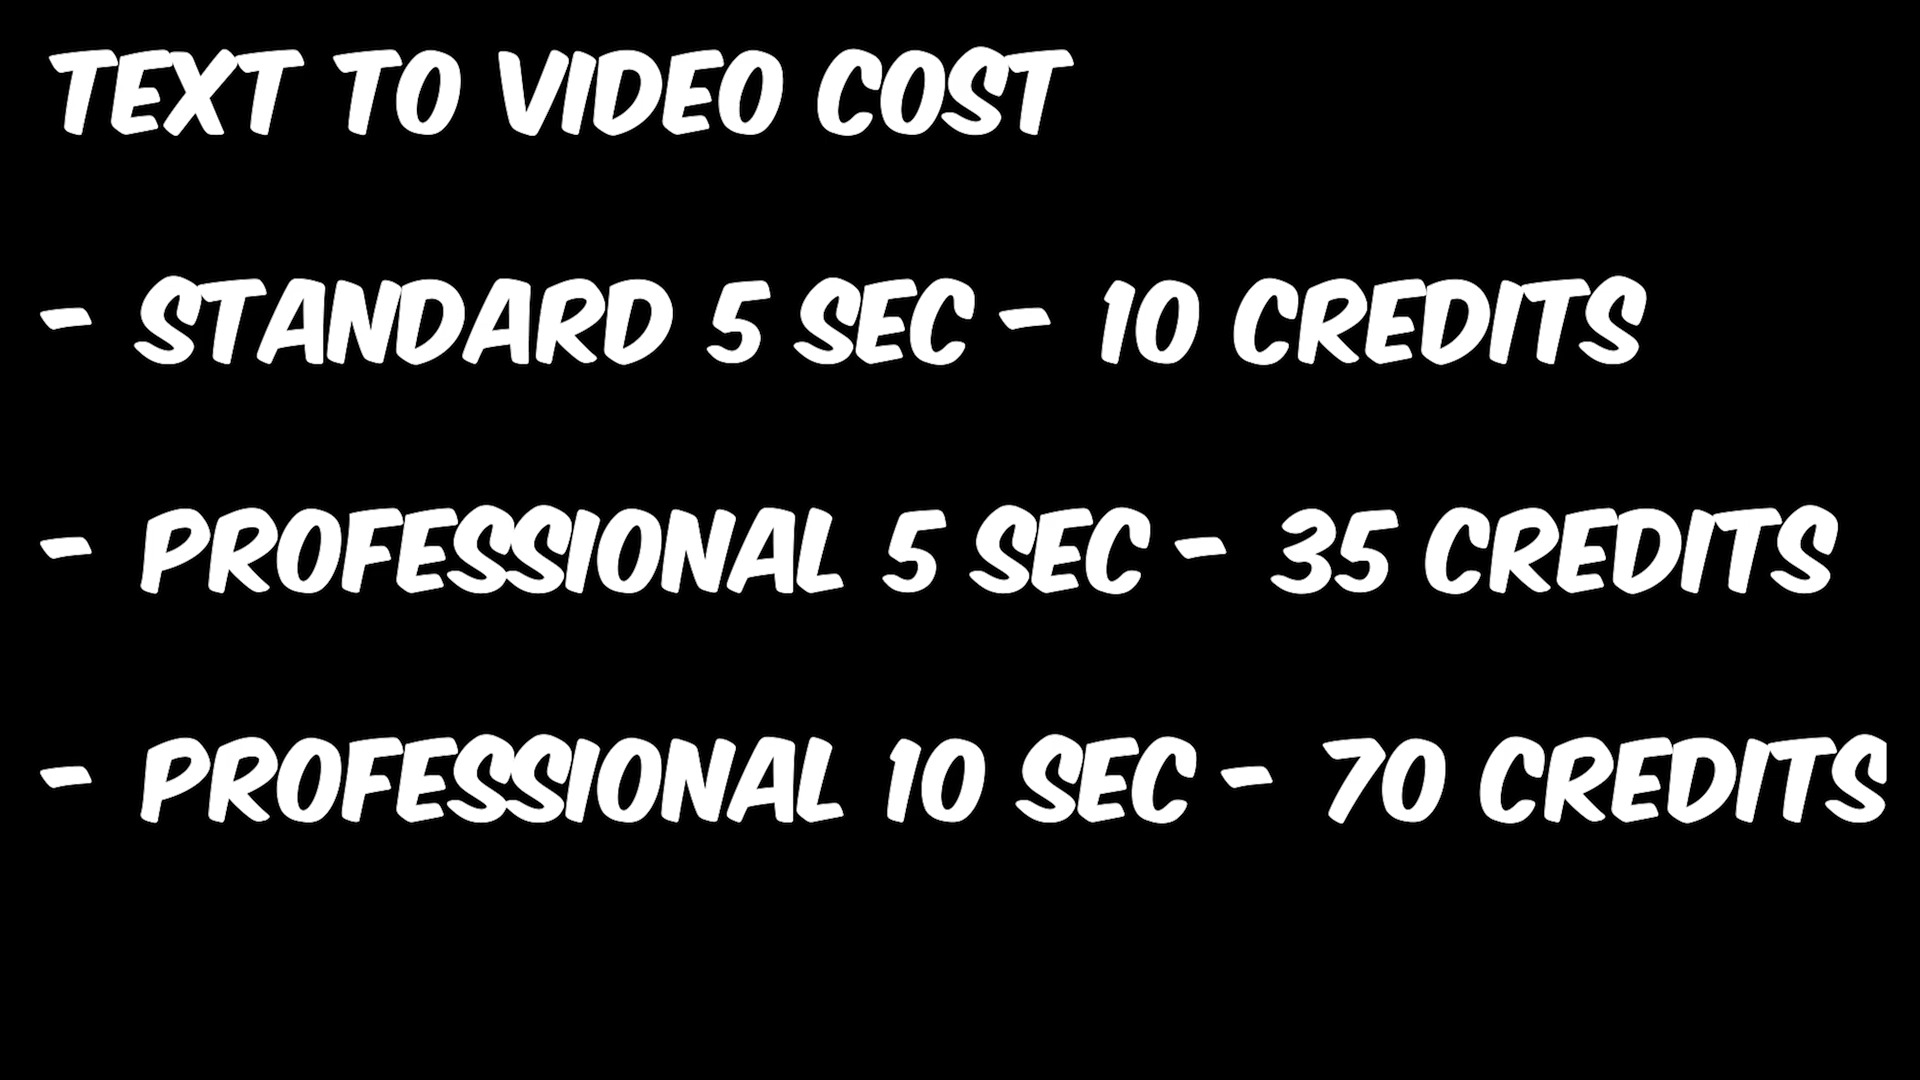 TEXT TO VIDEO COST
- STANDARD 5 SEC - 10 CREDITS
- PROFESSIONAL 5 SEC - 35 CREDITS
- PROFESSIONAL 10 SEC - 70 CREDITS